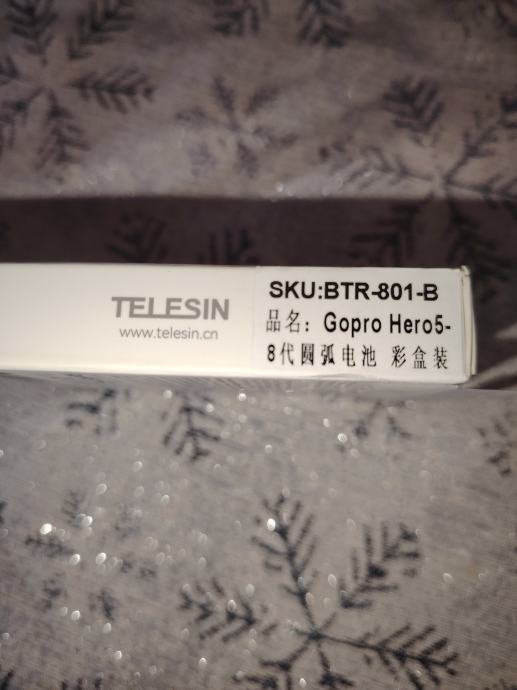 TELESIN
www.telesin.cn
SKU:BTR-801-B
品名: Gopro Hero5-
8代圆弧电池 彩盒装